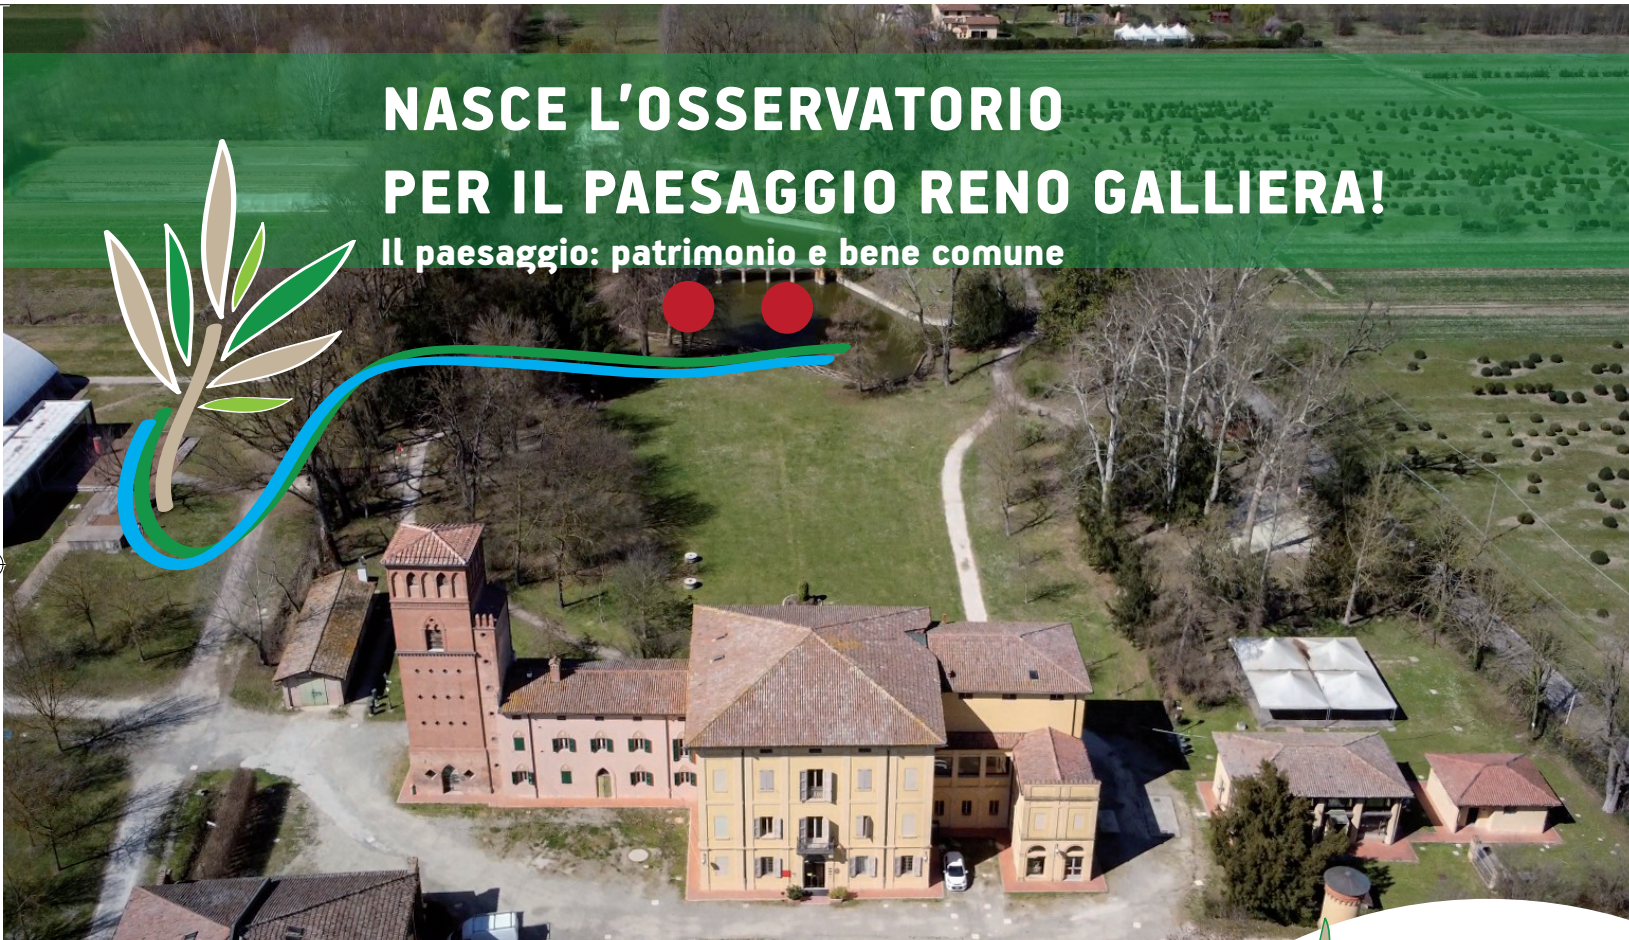 NASCE L'OSSERVATORIO
PER IL PAESAGGIO RENO GALLIERA!
Il paesaggio: patrimonio e bene comune